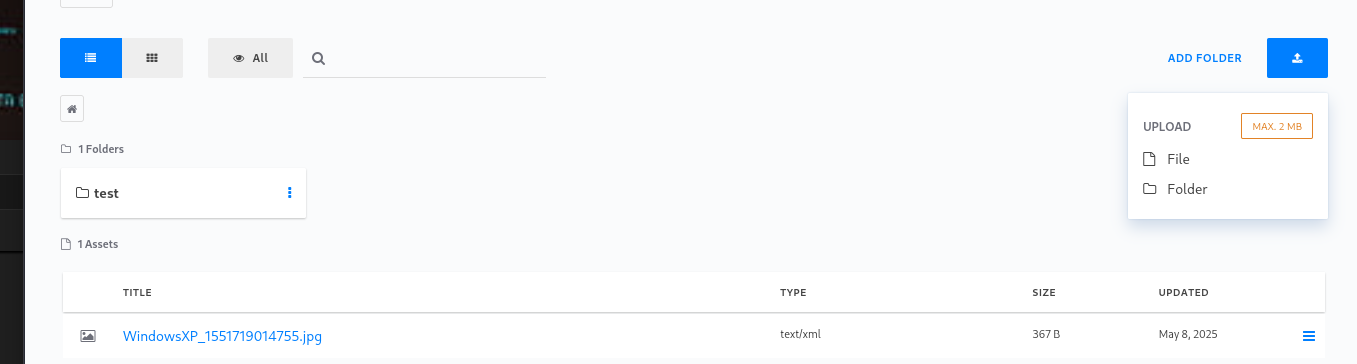 All
ADD FOLDER
UPLOAD MAX. 2 MB
File
Folder
1 Folders
test
1 Assets
TITLE TYPE SIZE UPDATED
WindowsXP_1551719014755.jpg text/xml 367 B May 8, 2025